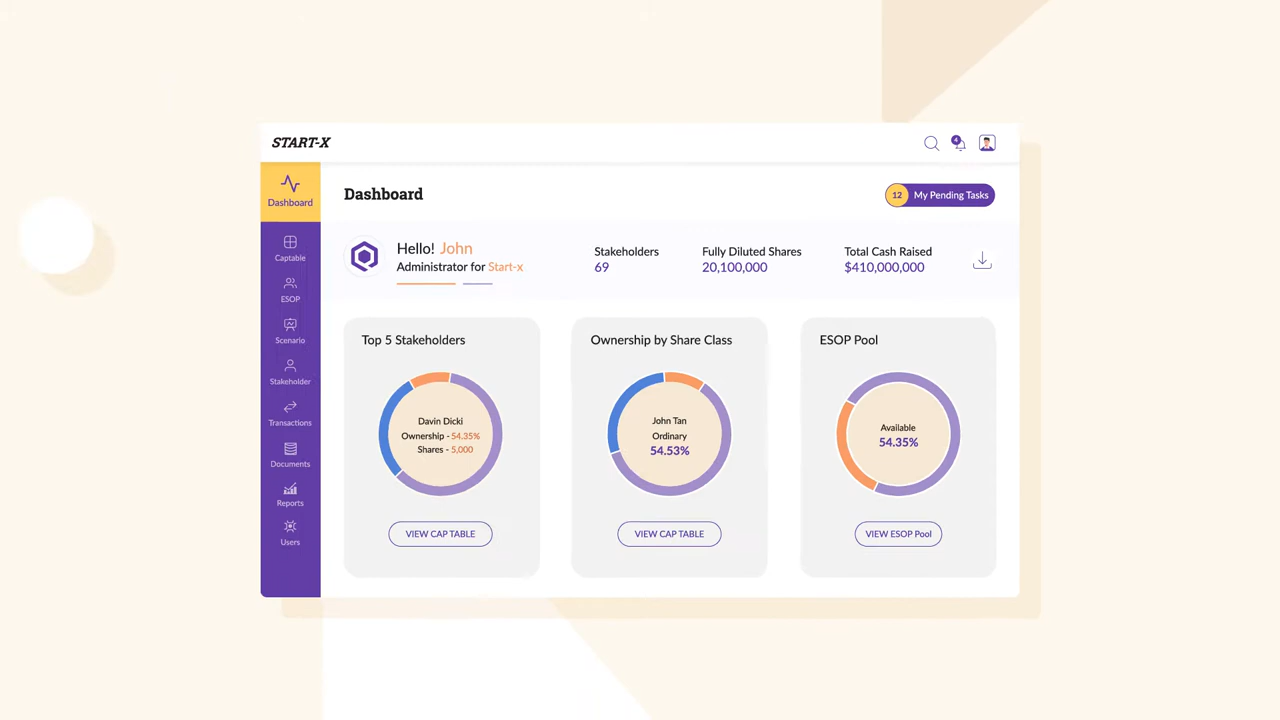 START-X
4
Dashboard
Captable
ESOP
Scenario
Stakeholder
Transactions
Documents
Reports
Users
Dashboard
12 My Pending Tasks
Hello! John
Administrator for Start-x
Stakeholders
69
Fully Diluted Shares
20,100,000
Total Cash Raised
$410,000,000
Top 5 Stakeholders
Davin Dicki
Ownership - 54.35%
Shares - 5,000
VIEW CAP TABLE
Ownership by Share Class
John Tan
Ordinary
54.53%
VIEW CAP TABLE
ESOP Pool
Available
54.35%
VIEW ESOP Pool